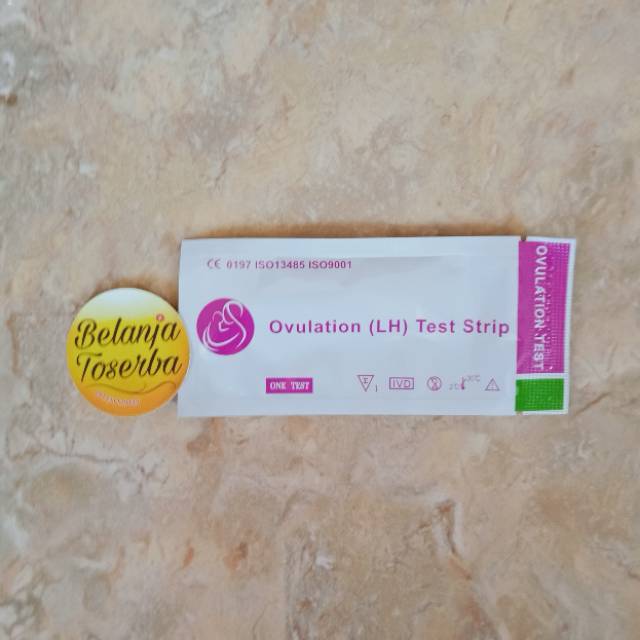 CE 0197 ISO13485 ISO9001
Ovulation (LH) Test Strip
ONE TEST
IVD
OVULATION TEST
Belanja
Toserba